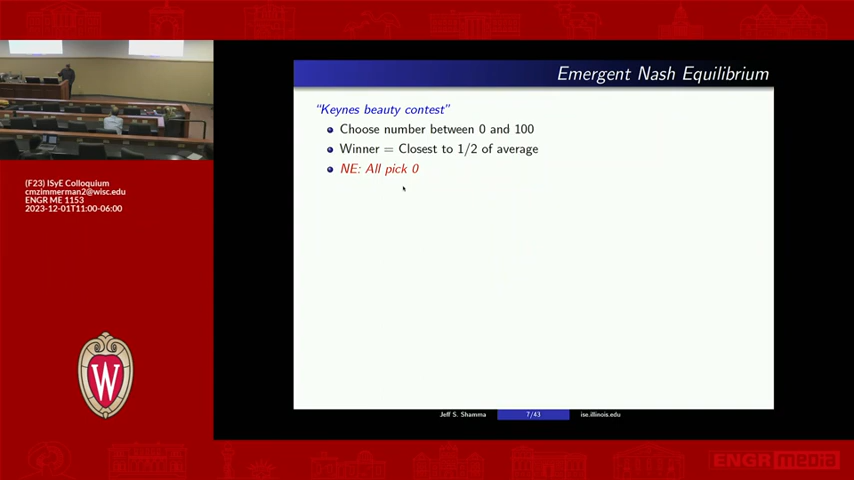 Emergent Nash Equilibrium
"Keynes beauty contest"
Choose number between 0 and 100
Winner = Closest to 1/2 of average
NE: All pick 0
(F23) ISyE Colloquium
cmzimmerman2@wisc.edu
ENGR ME 1153
2023-12-01T11:00-06:00
W
Jeff S. Shamma
7/43
ise.illinois.edu
ENGR media